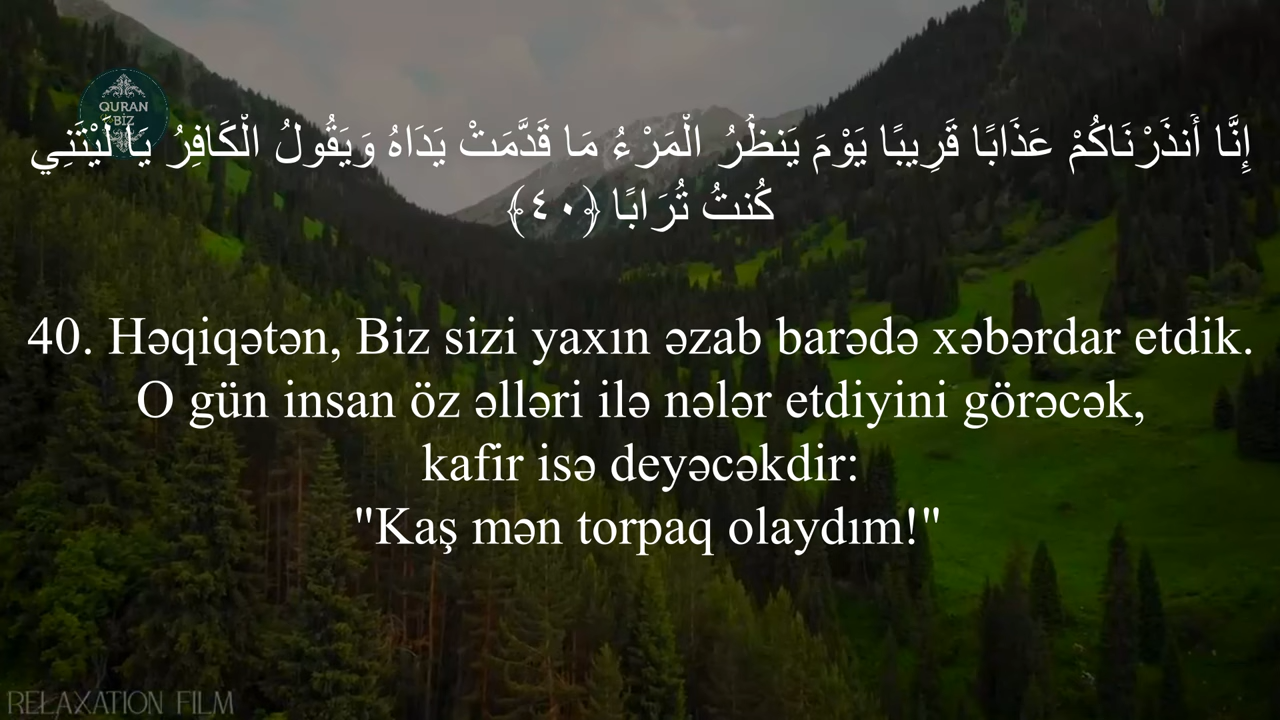 QURAN
BİZ
إِنَّا أَنذَرْنَاكُمْ عَذَابًا قَرِيبًا يَوْمَ يَنظُرُ الْمَرْءُ مَا قَدَّمَتْ يَدَاهُ وَيَقُولُ الْكَافِرُ يَا لَيْتَنِي
كُنتُ تُرَابًا ﴿٤٠﴾
40. Həqiqətən, Biz sizi yaxın əzab barədə xəbərdar etdik.
O gün insan öz əlləri ilə nələr etdiyini görəcək,
kafir isə deyəcəkdir:
"Kaş mən torpaq olaydım!"
RELAXATION FILM